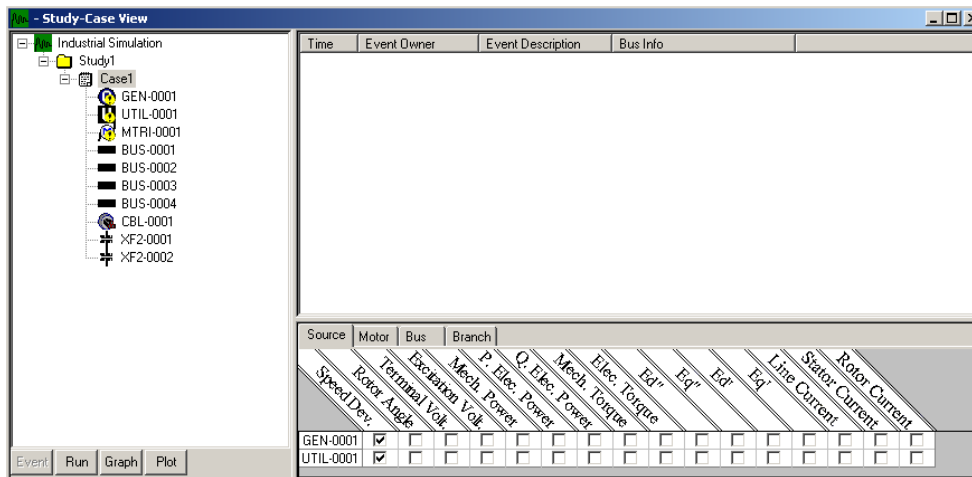 - Study-Case View
Industrial Simulation
Study1
Case1
GEN-0001
UTIL-0001
MTRI-0001
BUS-0001
BUS-0002
BUS-0003
BUS-0004
CBL-0001
XF2-0001
XF2-0002
Event Run Graph Plot
Time Event Owner Event Description Bus Info
Source Motor Bus Branch
Speed Dev.
Rotor Angle
Terminal Volt.
Excitation Volt.
Mech. Power
P. Elec. Power
Q. Elec. Power
Mech. Torque
Elec. Torque
Ed"
Eq"
Ed'
Eq'
Line Current
Stator Current
Rotor Current
GEN-0001
UTIL-0001